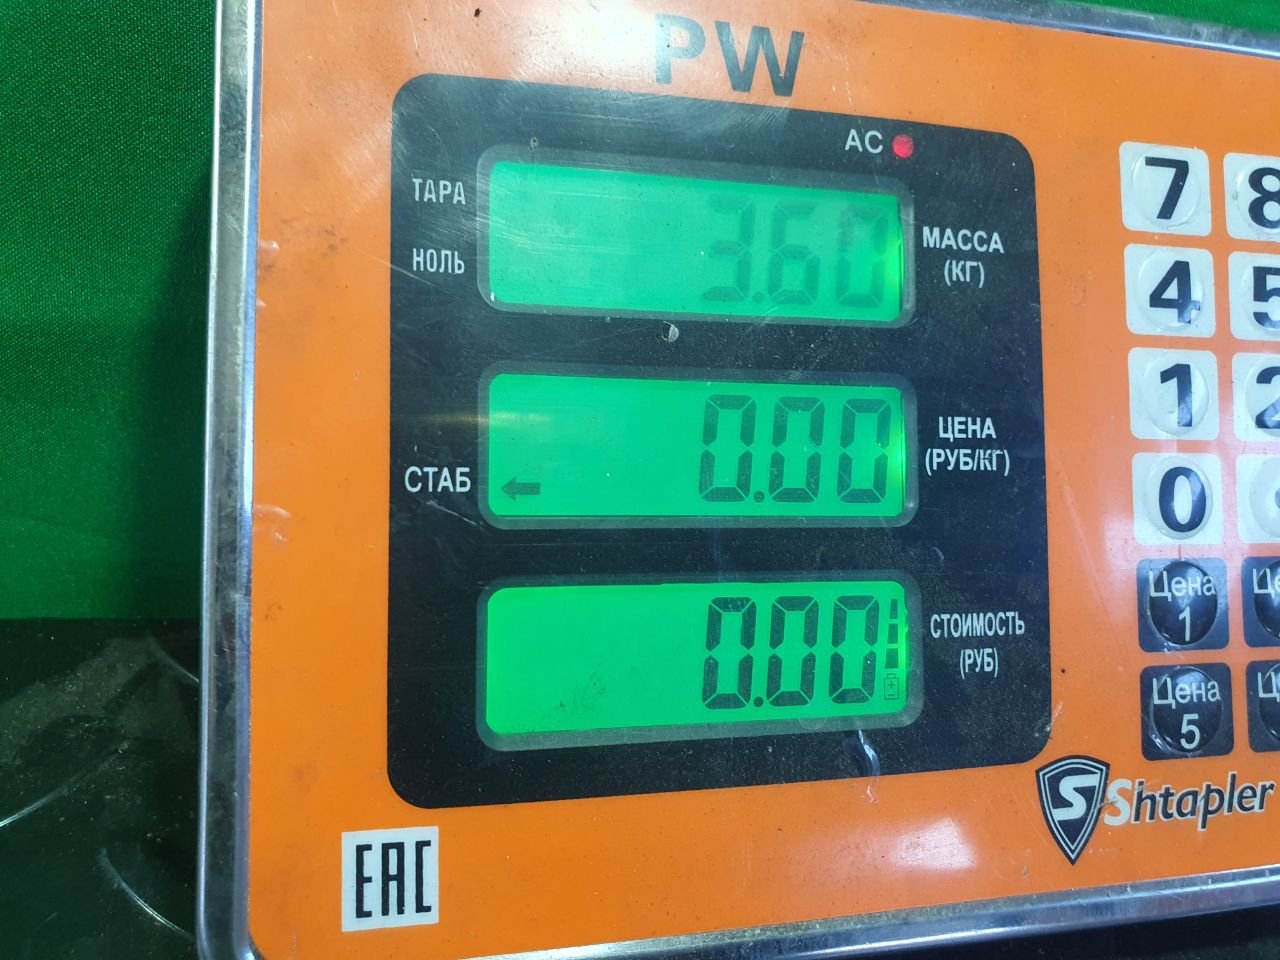 PW
AC
ТАРА
НОЛЬ
3.60
МАССА
(КГ)
0.00
ЦЕНА
(РУБ/КГ)
СТАБ
0.00
СТОИМОСТЬ
(РУБ)
7 8
4 5
1 2
0
Цена
1
Цена
5
S Shtapler
EAC